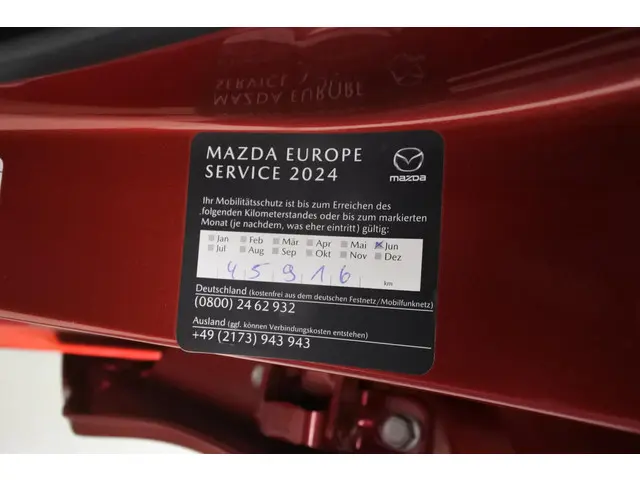 MAZDA EUROPE
SERVICE 2024
mazda
Ihr Mobilitätsschutz ist bis zum Erreichen des
folgenden Kilometerstandes oder bis zum markierten
Monat (je nachdem, was eher eintritt) gültig:
Jan Feb Mär Apr Mai Jun
Jul Aug Sep Okt Nov Dez
45916 km
Deutschland (kostenfrei aus dem deutschen Festnetz/Mobilfunknetz)
(0800) 24 62 932
Ausland (ggf. können Verbindungskosten entstehen)
+49 (2173) 943 943